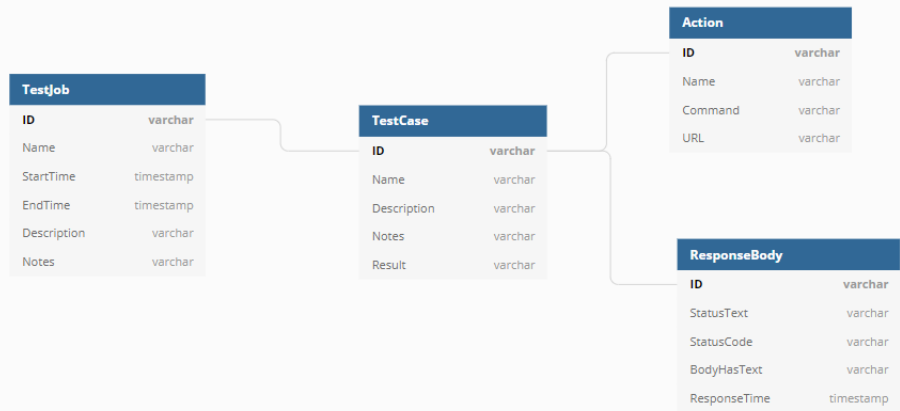 TestJob
ID varchar
Name varchar
StartTime timestamp
EndTime timestamp
Description varchar
Notes varchar
TestCase
ID varchar
Name varchar
Description varchar
Notes varchar
Result varchar
Action
ID varchar
Name varchar
Command varchar
URL varchar
ResponseBody
ID varchar
StatusText varchar
StatusCode varchar
BodyHasText varchar
ResponseTime timestamp